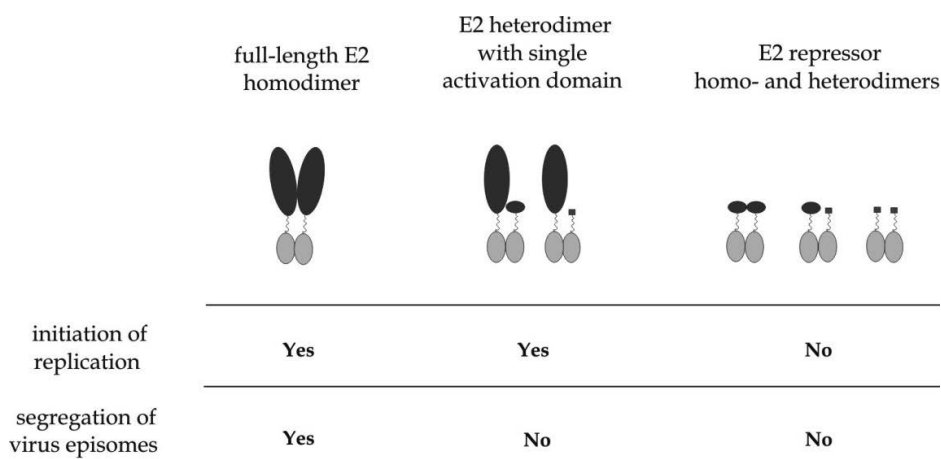 full-length E2
homodimer
E2 heterodimer
with single
activation domain
E2 repressor
homo- and heterodimers
initiation of
replication
Yes
Yes
No
segregation of
virus episomes
Yes
No
No